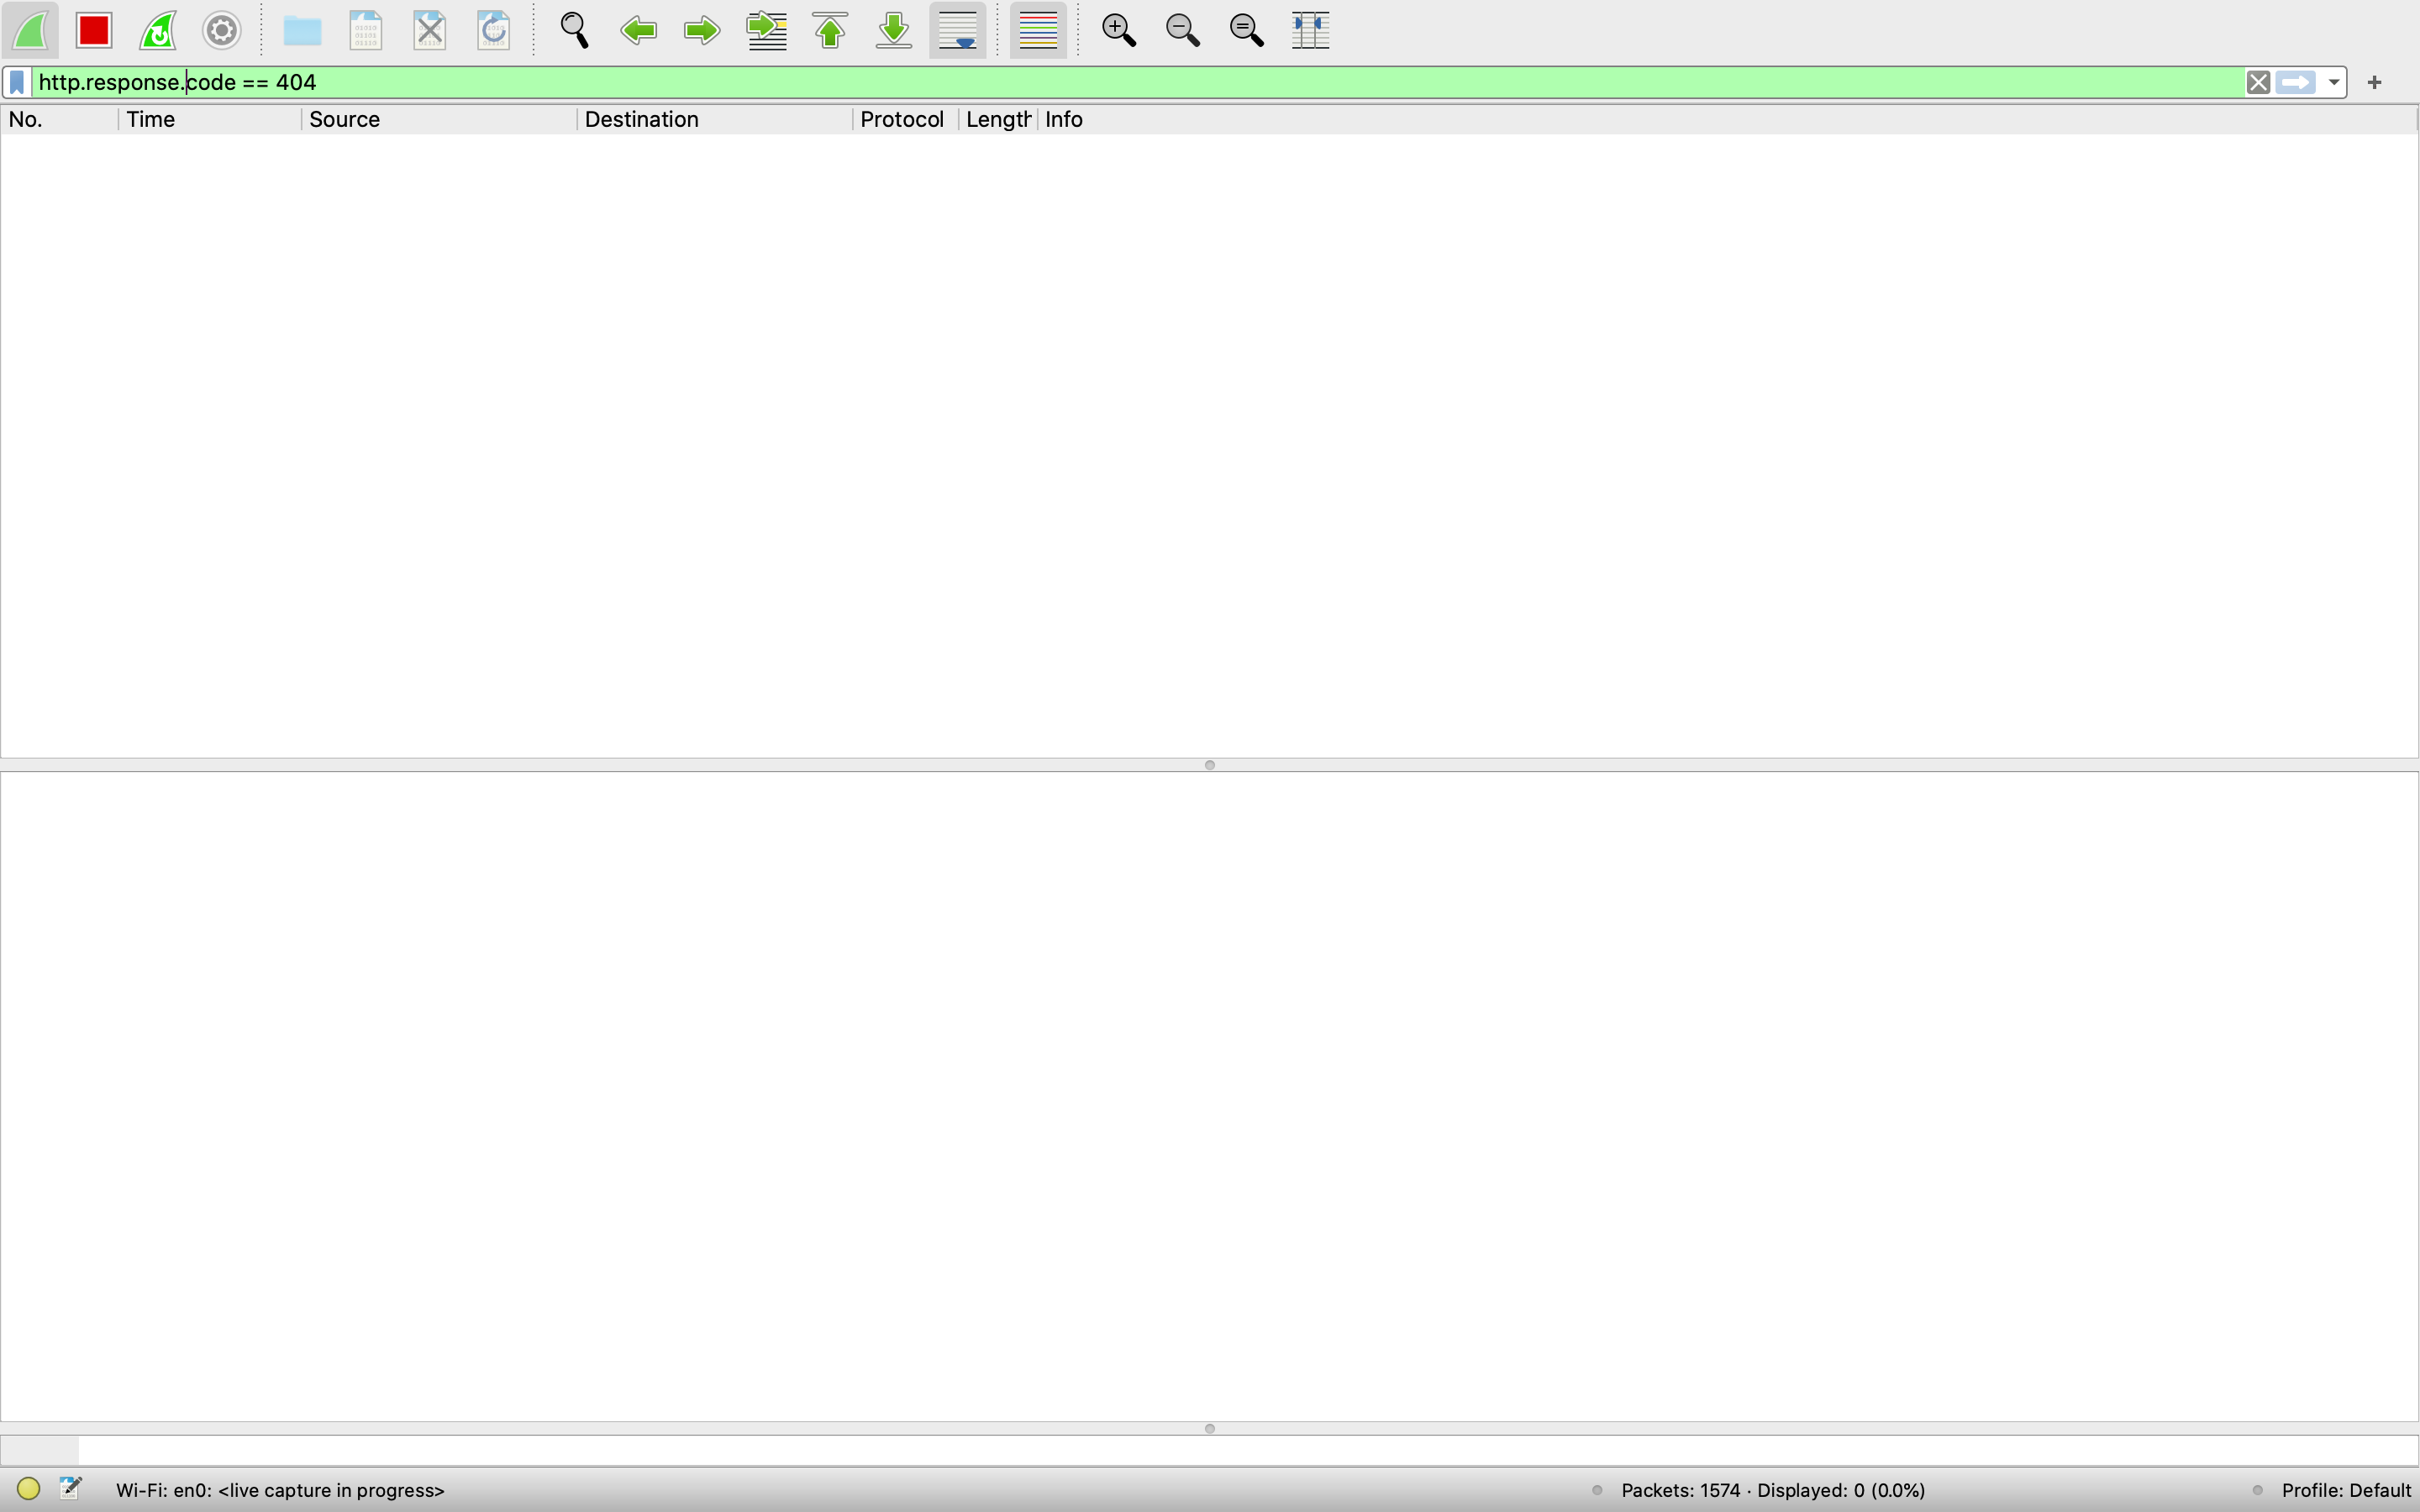 http.response.code == 404
No. Time Source Destination Protocol Length Info
Wi-Fi: en0: <live capture in progress> Packets: 1574 · Displayed: 0 (0.0%) Profile: Default